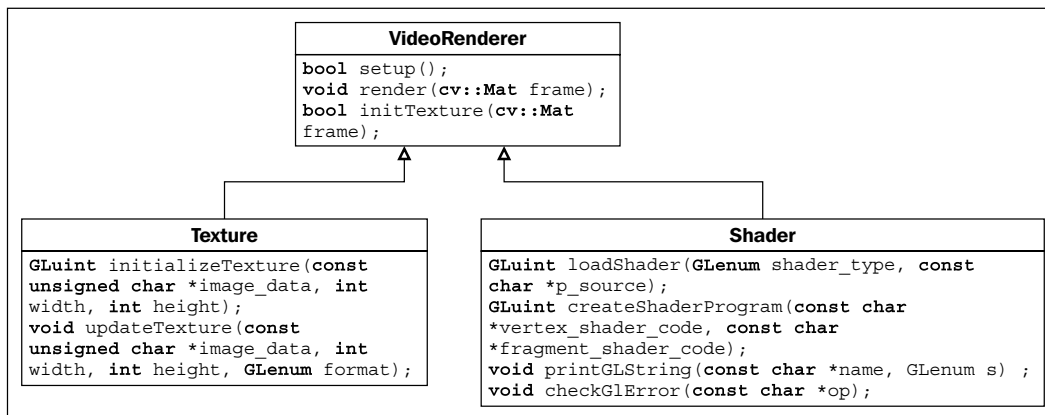 VideoRenderer
bool setup();
void render(cv::Mat frame);
bool initTexture(cv::Mat
frame);
Texture
GLuint initializeTexture(const
unsigned char *image_data, int
width, int height);
void updateTexture(const
unsigned char *image_data, int
width, int height, GLenum format);
Shader
GLuint loadShader(GLenum shader_type, const
char *p_source);
GLuint createShaderProgram(const char
*vertex_shader_code, const char
*fragment_shader_code);
void printGLString(const char *name, GLenum s) ;
void checkGlError(const char *op);